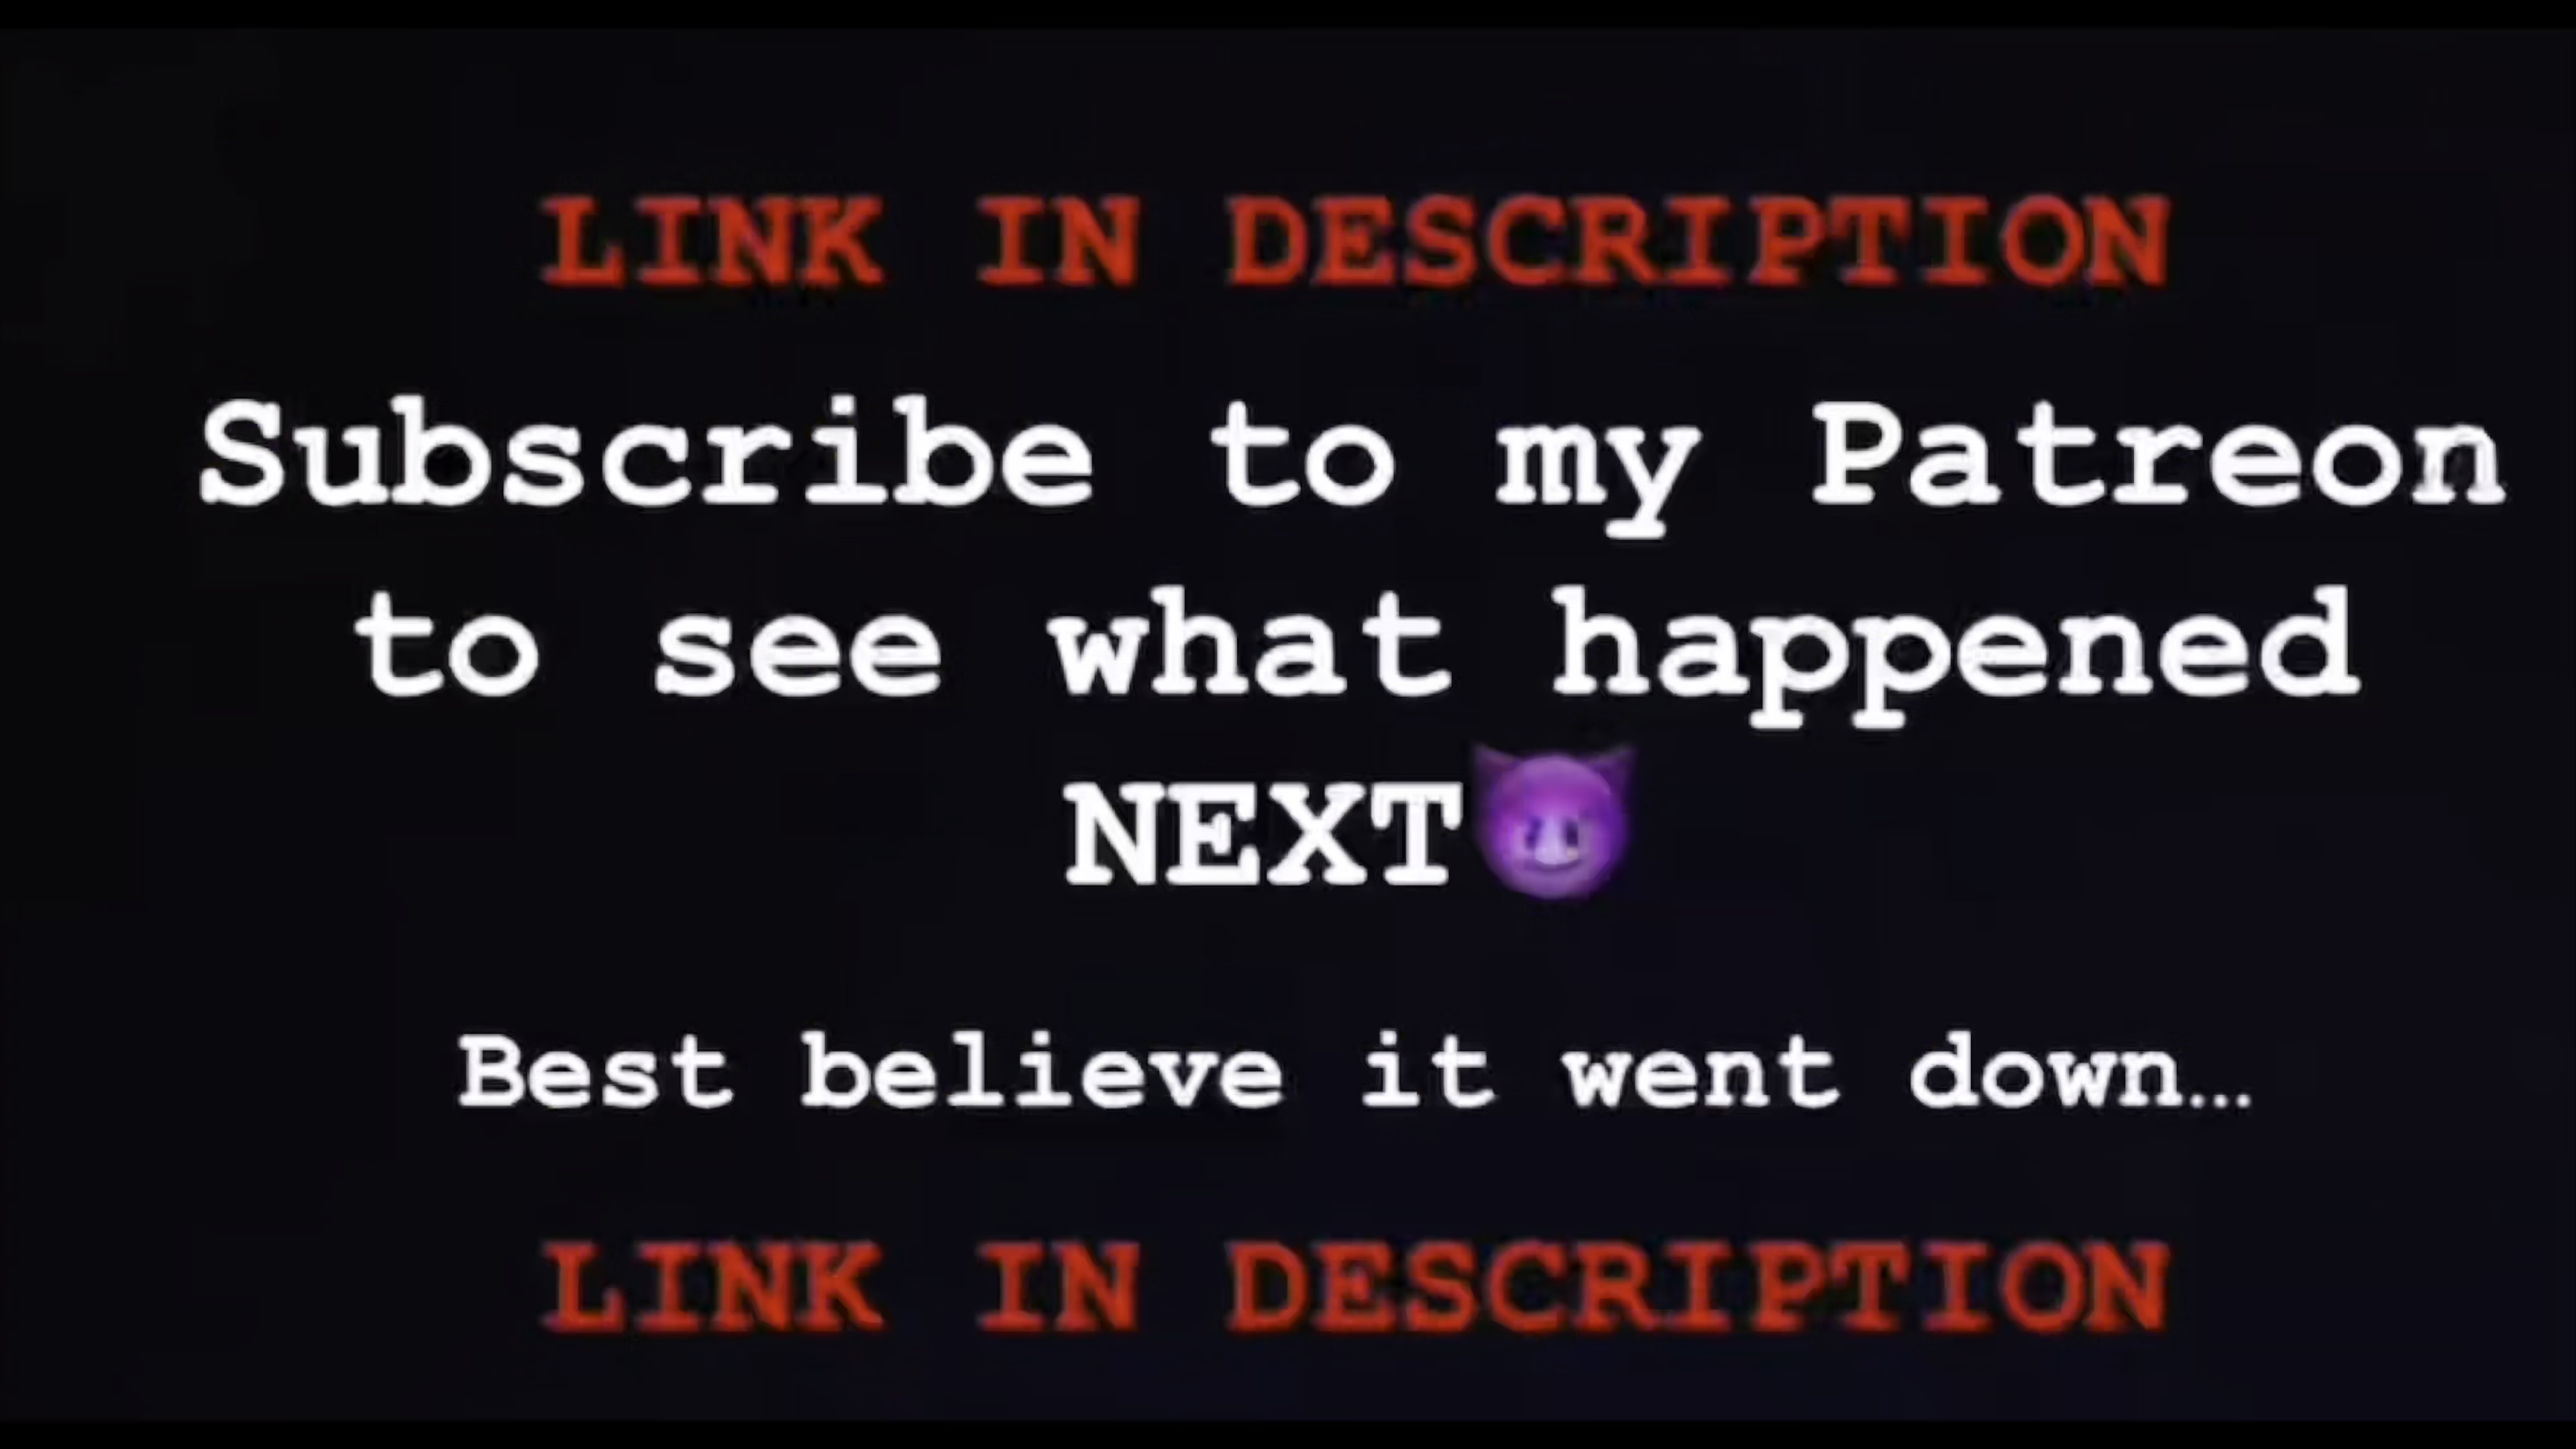 LINK IN DESCRIPTION
Subscribe to my Patreon
to see what happened
NEXT😈
Best believe it went down…
LINK IN DESCRIPTION